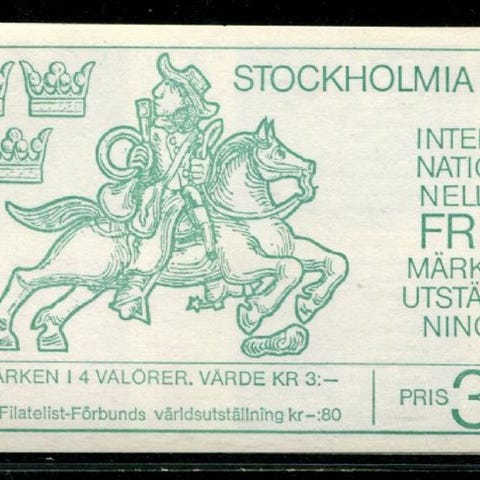 STOCKHOLMIA
INTER
NATIO
NELL
FR
MÄRK
UTSTÄ
NING
ÄRKEN I 4 VALÖRER. VÄRDE KR 3:—
PRIS 3
Filatelist-Förbunds världsutställning kr—:80